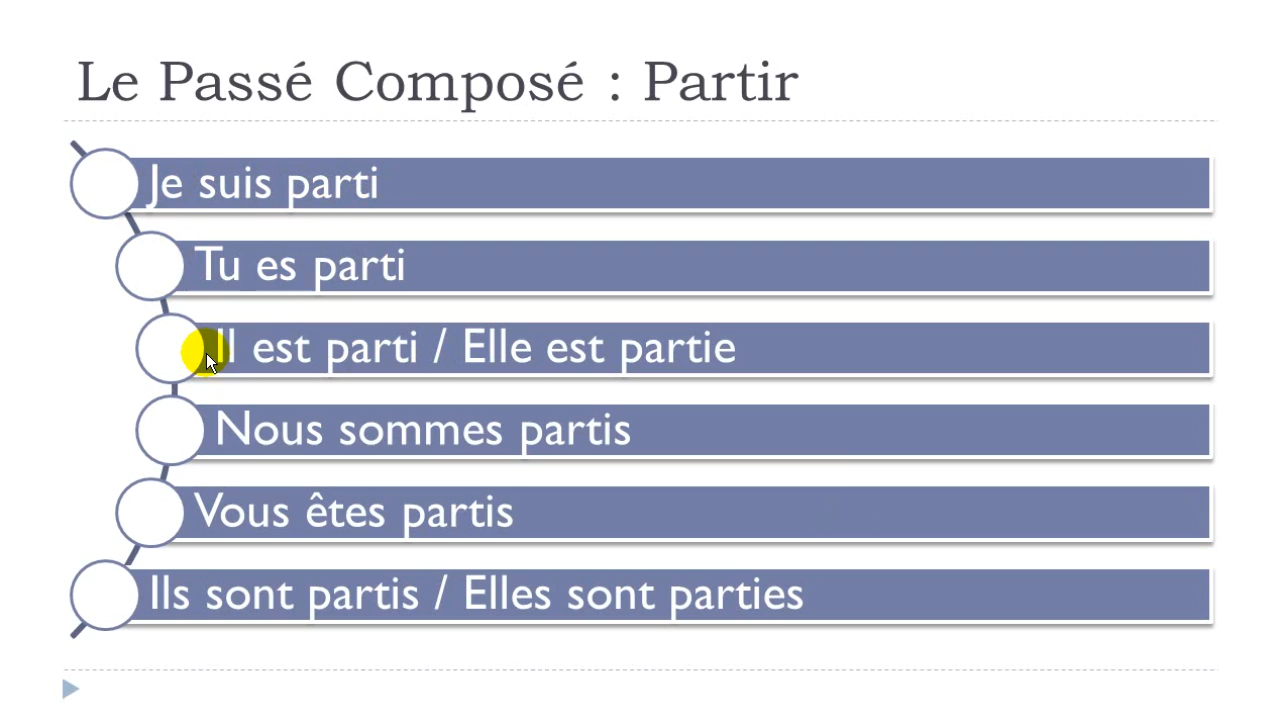 Le Passé Composé : Partir
Je suis parti
Tu es parti
Il est parti / Elle est partie
Nous sommes partis
Vous êtes partis
Ils sont partis / Elles sont parties